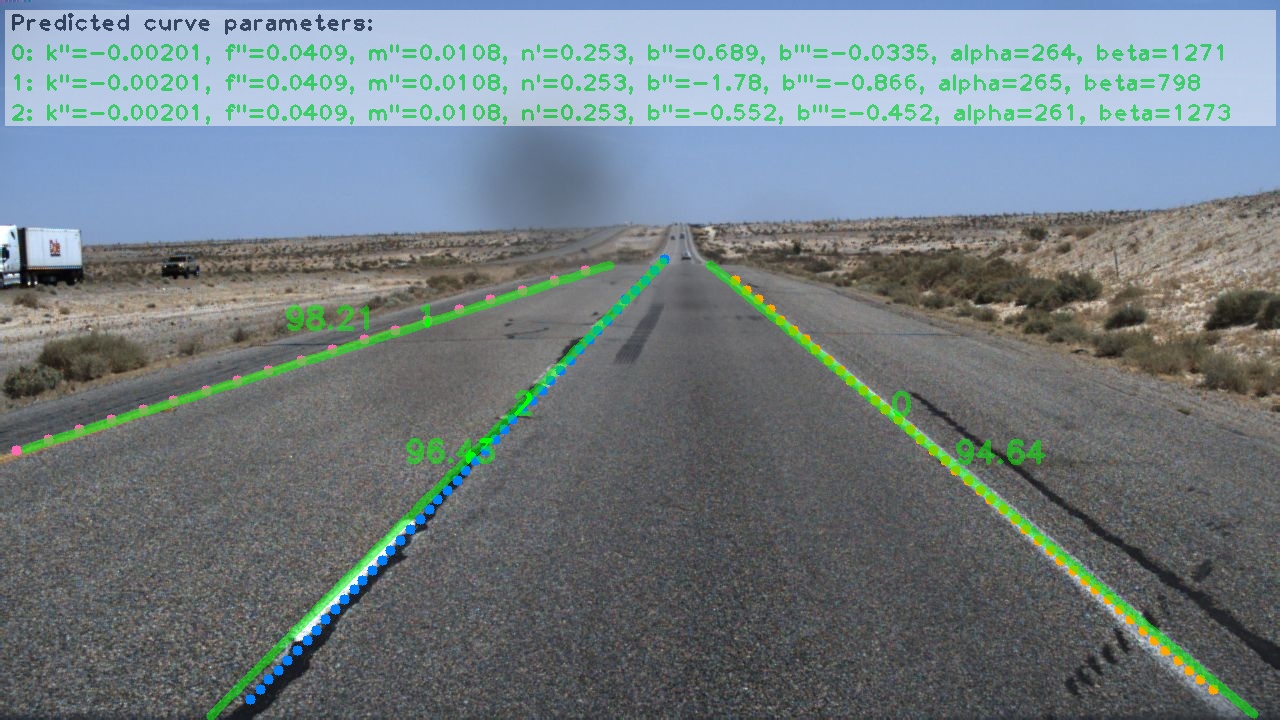 Predicted curve parameters:
0: k"=-0.00201, f"=0.0409, m"=0.0108, n'=0.253, b"=0.689, b'''=-0.0335, alpha=264, beta=1271
1: k"=-0.00201, f"=0.0409, m"=0.0108, n'=0.253, b"=-1.78, b'''=-0.866, alpha=265, beta=798
2: k"=-0.00201, f"=0.0409, m"=0.0108, n'=0.253, b"=-0.552, b'''=-0.452, alpha=261, beta=1273
98.21
1
2
0
94.64